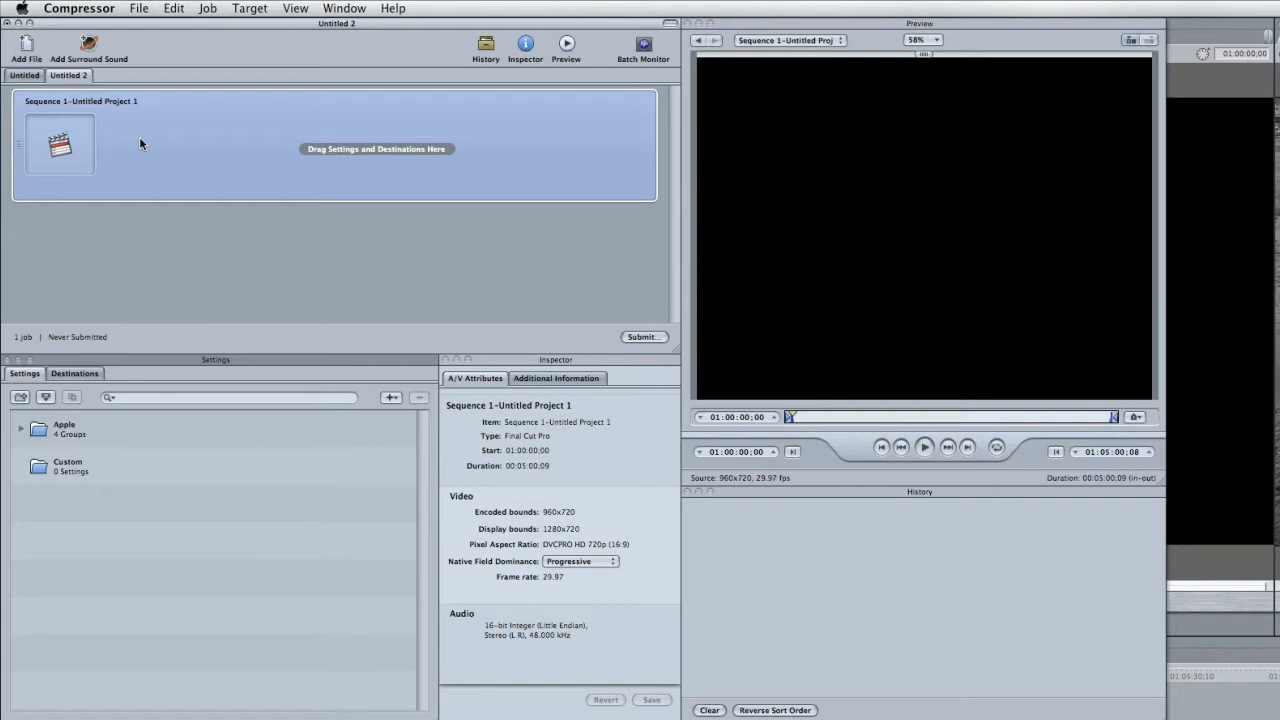 Compressor File Edit Job Target View Window Help
Untitled 2
Add File Add Surround Sound History Inspector Preview Batch Monitor
Untitled Untitled 2
Sequence 1-Untitled Project 1
Drag Settings and Destinations Here
1 job | Never Submitted Submit...
Settings
Settings Destinations
Apple
4 Groups
Custom
0 Settings
Inspector
A/V Attributes Additional Information
Sequence 1-Untitled Project 1
Item: Sequence 1-Untitled Project 1
Type: Final Cut Pro
Start: 01:00:00;00
Duration: 00:05:00;09
Video
Encoded bounds: 960x720
Display bounds: 1280x720
Pixel Aspect Ratio: DVCPRO HD 720p (16:9)
Native Field Dominance: Progressive
Frame rate: 29.97
Audio
16-bit Integer (Little Endian),
Stereo (L R), 48.000 kHz
Revert Save
Preview
Sequence 1-Untitled Proj 58%
01:00:00;00
01:00:00;00 01:05:00;08
Source: 960x720, 29.97 fps Duration: 00:05:00;09 (in-out)
History
Clear Reverse Sort Order
01:00:00;00
01:05:30;10